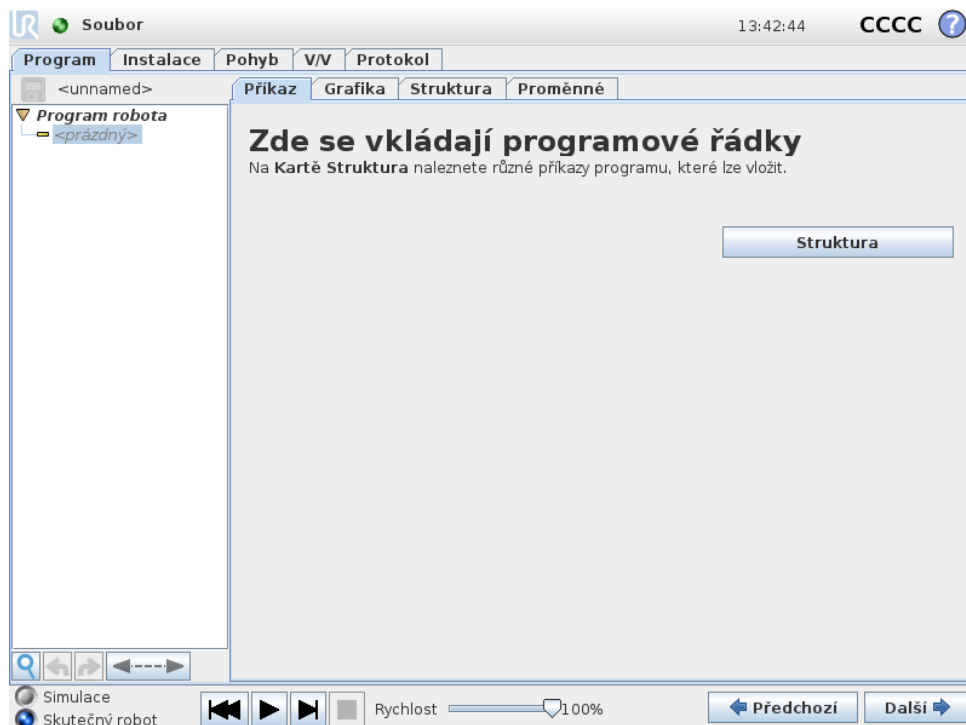 UR Soubor 13:42:44 CCCC ?
Program Instalace Pohyb V/V Protokol
<unnamed> Příkaz Grafika Struktura Proměnné
Program robota
<prázdný>
Zde se vkládají programové řádky
Na Kartě Struktura naleznete různé příkazy programu, které lze vložit.
Struktura
Simulace
Skutečný robot
Rychlost 100%
Předchozí Další